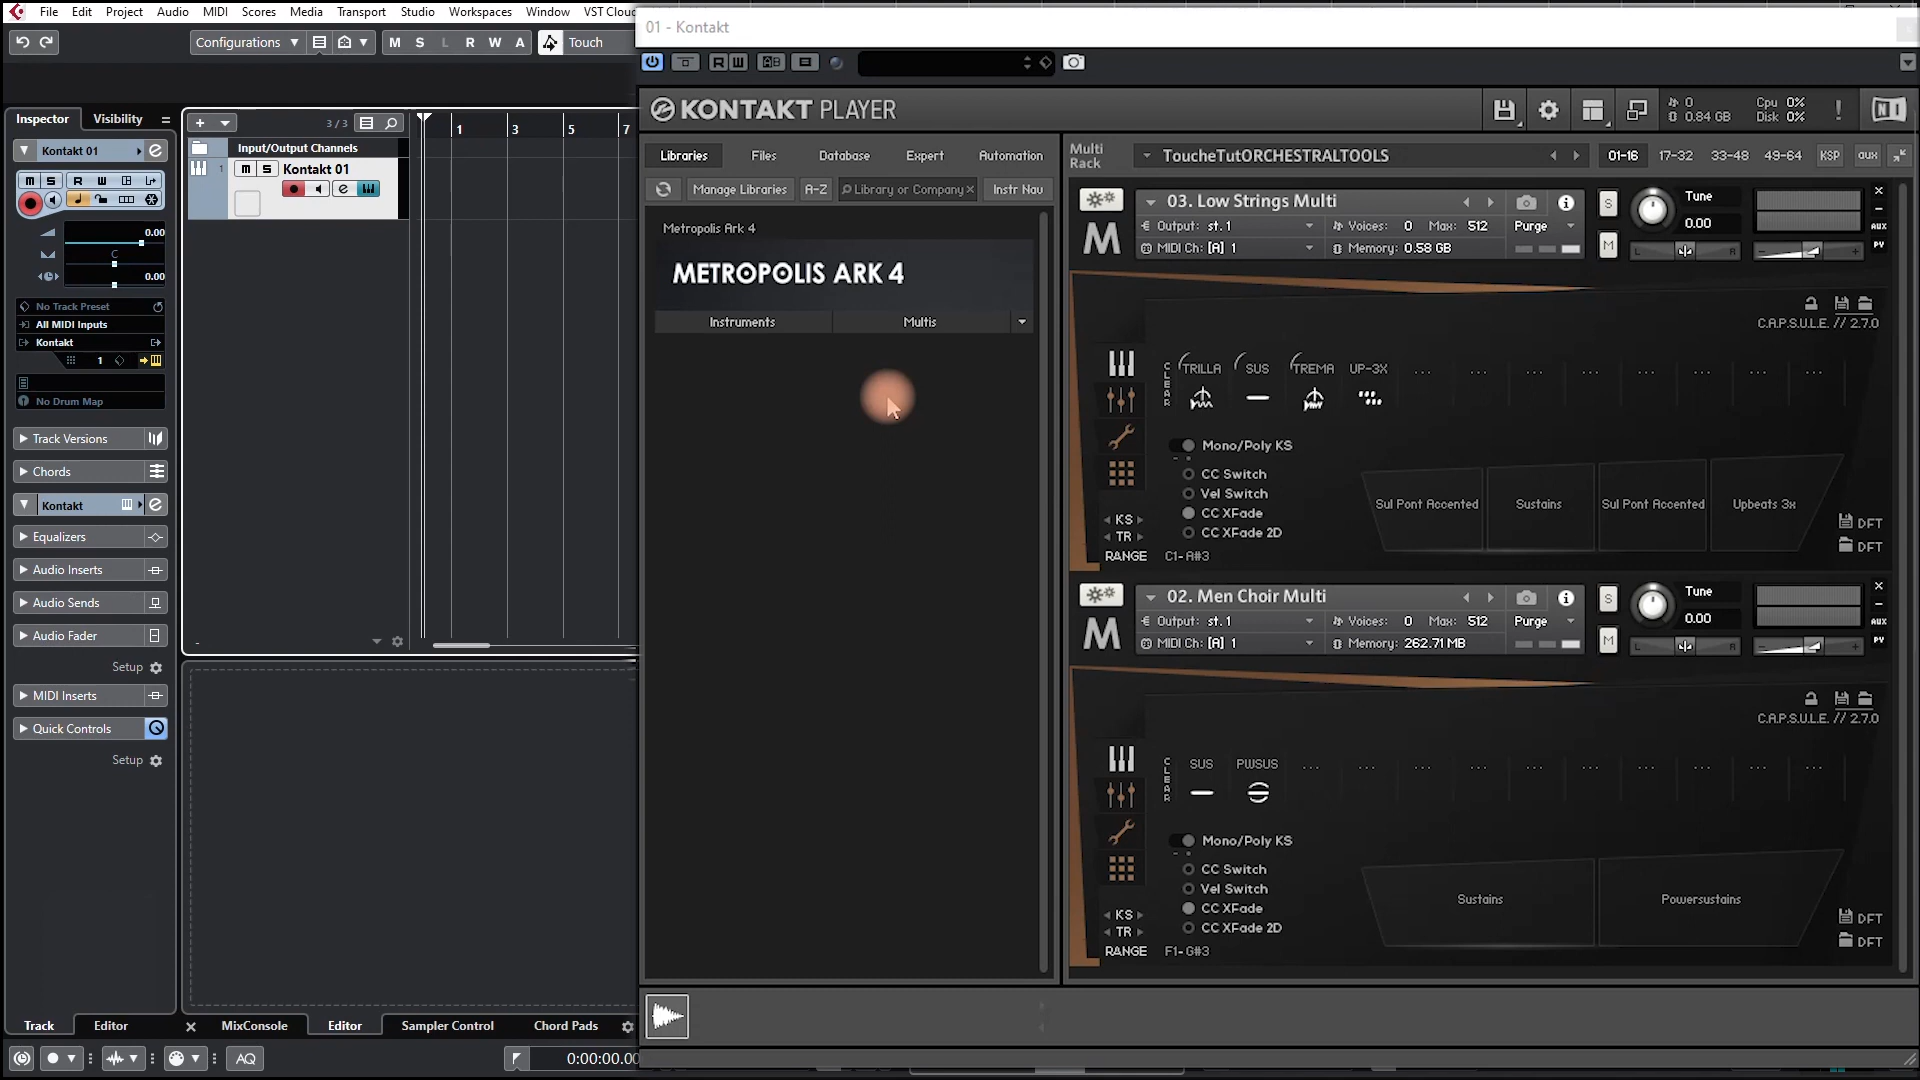 File Edit Project Audio MIDI Scores Media Transport Studio Workspaces Window VST Cloud
01 - Kontakt
Configurations M S L R W A Touch
R W AB
KONTAKT PLAYER
0
0.84 GB
Cpu 0%
Disk 0%
!
Inspector Visibility
3 / 3
1 3 5 7
Kontakt 01
Input/Output Channels
1 m S Kontakt 01
m S R W
e
0.00
C
0.00
No Track Preset
All MIDI Inputs
Kontakt
1
No Drum Map
Track Versions
Chords
Kontakt
Equalizers
Audio Inserts
Audio Sends
Audio Fader
Setup
MIDI Inserts
Quick Controls
Setup
Libraries Files Database Expert Automation
Manage Libraries A-Z Library or Company Instr Nav
Metropolis Ark 4
METROPOLIS ARK 4
Instruments Multis
Multi
Rack
ToucheTutORCHESTRALTOOLS
01-16 17-32 33-48 49-64 KSP aux
03. Low Strings Multi
Output: st.1 Voices: 0 Max: 512 Purge
MIDI Ch: [A] 1 Memory: 0.58 GB
S
M
Tune
0.00
L R
AUX
PV
C.A.P.S.U.L.E. // 2.7.0
CLEAR
TRILLA SUS TREMA UP-3X ... ... ... ... ... ... ... ...
Mono/Poly KS
CC Switch
Vel Switch
CC XFade
CC XFade 2D
KS
TR
RANGE C1-A#3
Sul Pont Accented Sustains Sul Pont Accented Upbeats 3x
DFT
DFT
02. Men Choir Multi
Output: st.1 Voices: 0 Max: 512 Purge
MIDI Ch: [A] 1 Memory: 262.71 MB
S
M
Tune
0.00
L R
AUX
PV
C.A.P.S.U.L.E. // 2.7.0
CLEAR
SUS PWSUS ... ... ... ... ... ... ... ... ... ...
Mono/Poly KS
CC Switch
Vel Switch
CC XFade
CC XFade 2D
KS
TR
RANGE F1-G#3
Sustains Powersustains
DFT
DFT
Track Editor
MixConsole Editor Sampler Control Chord Pads
AQ
0:00:00.00